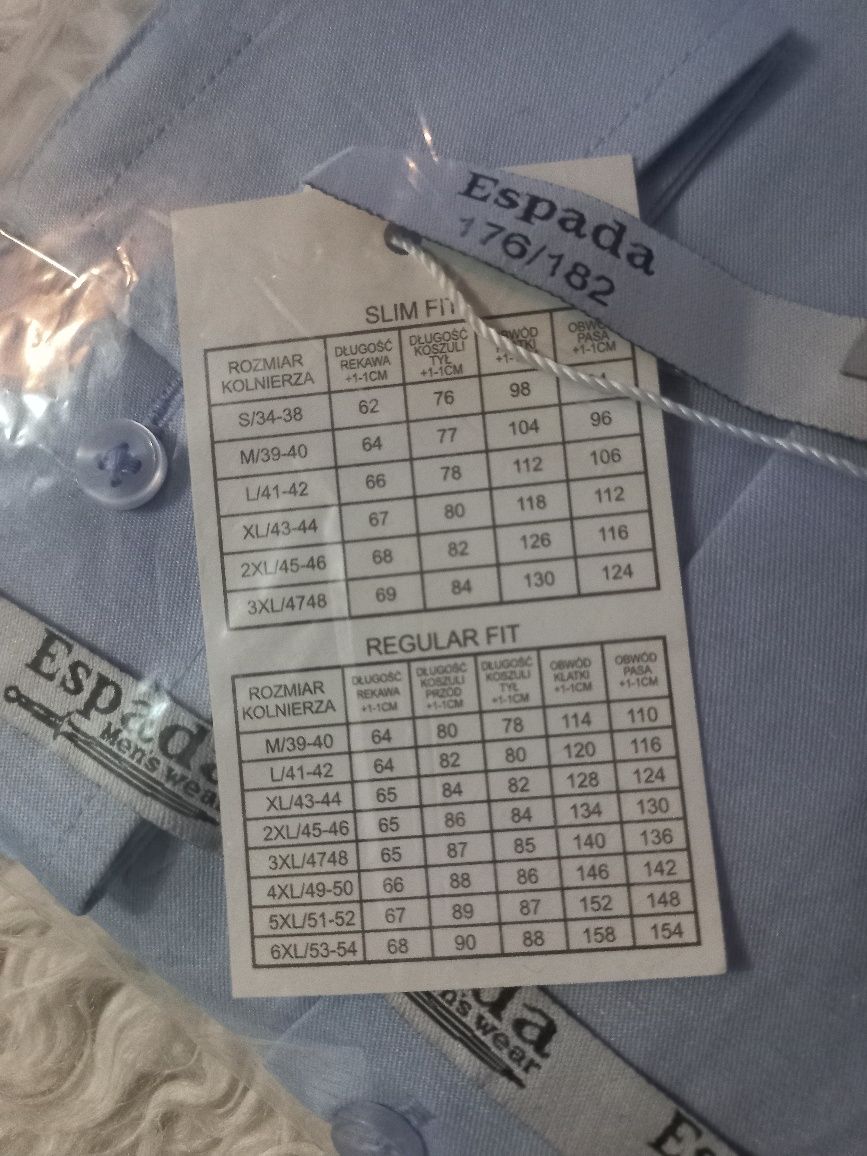 Espada
176/182
SLIM FIT
ROZMIAR KOLNIERZA DŁUGOŚĆ REKAWA +1-1CM DŁUGOŚĆ KOSZULI TYŁ +1-1CM OBWÓD +1- OBWÓD PASA +1-1CM
S/34-38 62 76 98
M/39-40 64 77 104 96
L/41-42 66 78 112 106
XL/43-44 67 80 118 112
2XL/45-46 68 82 126 116
3XL/4748 69 84 130 124
REGULAR FIT
ROZMIAR KOLNIERZA DŁUGOŚĆ REKAWA +1-1CM DŁUGOŚĆ KOSZULI PRZÓD +1-1CM DŁUGOŚĆ KOSZULI TYŁ +1-1CM OBWÓD KLATKI +1-1CM OBWÓD PASA +1-1CM
M/39-40 64 80 78 114 110
L/41-42 64 82 80 120 116
XL/43-44 65 84 82 128 124
2XL/45-46 65 86 84 134 130
3XL/4748 65 87 85 140 136
4XL/49-50 66 88 86 146 142
5XL/51-52 67 89 87 152 148
6XL/53-54 68 90 88 158 154
Espada
Men's wear
da
n's wear
Es